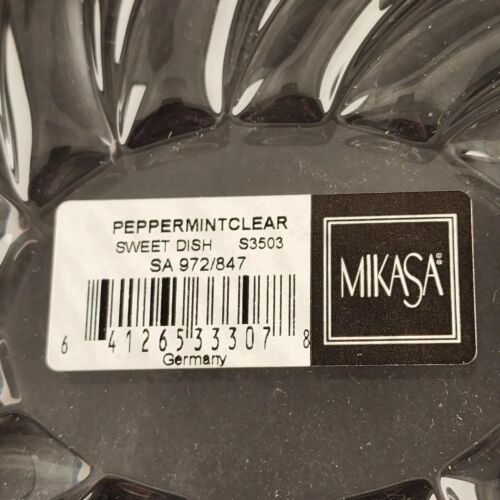 PEPPERMINTCLEAR
SWEET DISH S3503
SA 972/847
6 41265 33307 8
Germany
MIKASA®